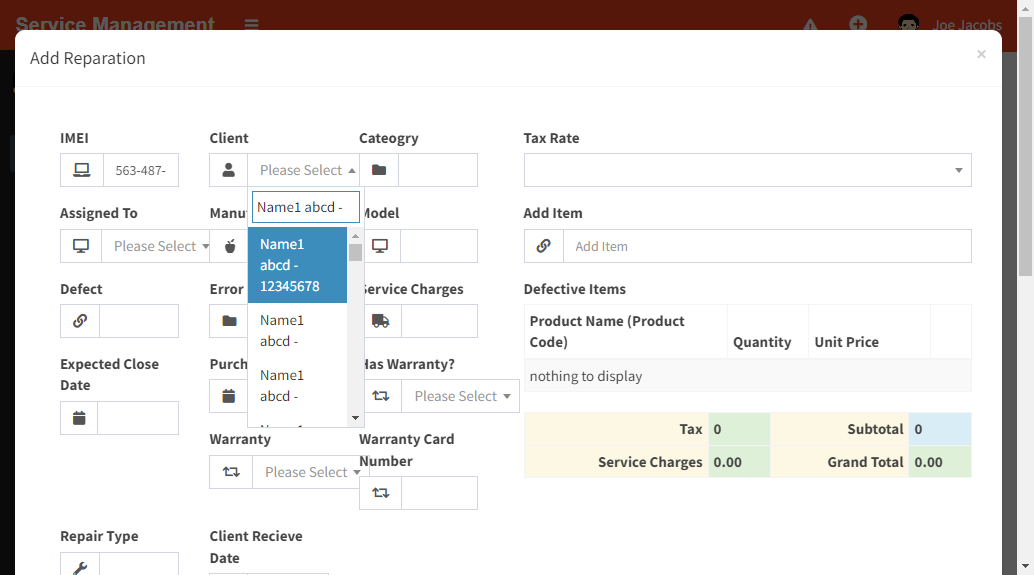 Service Management
Joe Jacobs
Add Reparation
×
IMEI
Client
Cateogry
Tax Rate
563-487-
Please Select
Name1 abcd -
Assigned To
Model
Add Item
Please Select
Add Item
Name1
abcd -
12345678
Defect
Error
Service Charges
Defective Items
Name1
abcd -
Product Name (Product
Code)
Quantity
Unit Price
Expected Close
Date
Purch
Has Warranty?
nothing to display
Name1
abcd -
Please Select
Tax
0
Subtotal
0
Warranty
Warranty Card
Number
Service Charges
0.00
Grand Total
0.00
Please Select
Repair Type
Client Recieve
Date